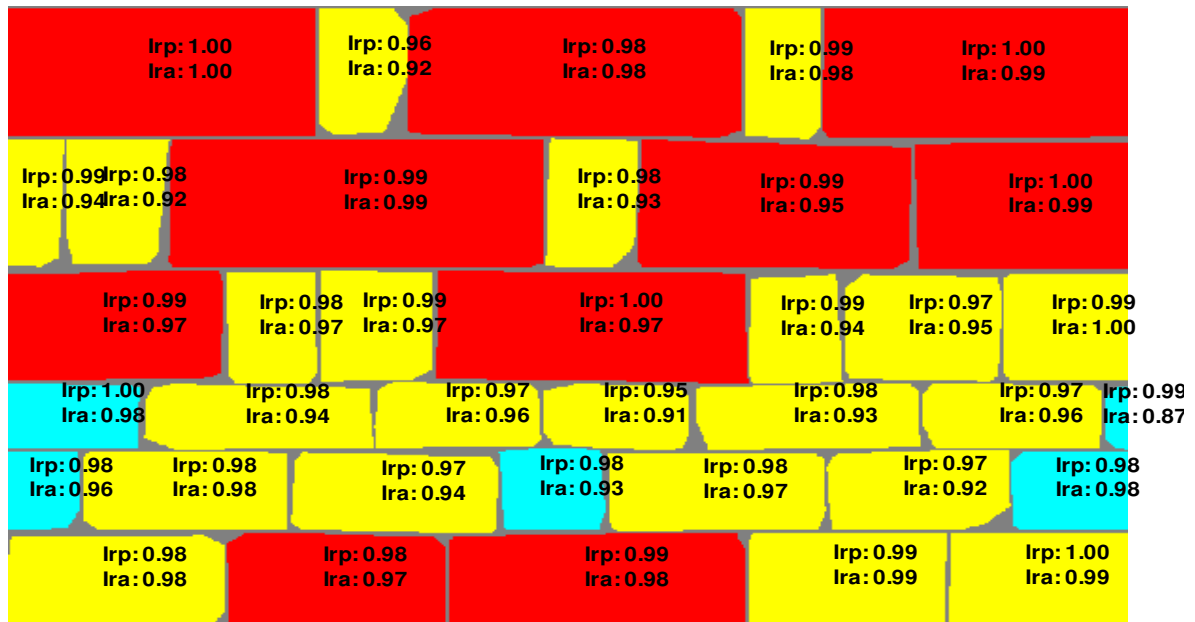 Irp: 1.00
Ira: 1.00
Irp: 0.96
Ira: 0.92
Irp: 0.98
Ira: 0.98
Irp: 0.99
Ira: 0.98
Irp: 1.00
Ira: 0.99
Irp: 0.99
Ira: 0.94
Irp: 0.98
Ira: 0.92
Irp: 0.99
Ira: 0.99
Irp: 0.98
Ira: 0.93
Irp: 0.99
Ira: 0.95
Irp: 1.00
Ira: 0.99
Irp: 0.99
Ira: 0.97
Irp: 0.98
Ira: 0.97
Irp: 0.99
Ira: 0.97
Irp: 1.00
Ira: 0.97
Irp: 0.99
Ira: 0.94
Irp: 0.97
Ira: 0.95
Irp: 0.99
Ira: 1.00
Irp: 1.00
Ira: 0.98
Irp: 0.98
Ira: 0.94
Irp: 0.97
Ira: 0.96
Irp: 0.95
Ira: 0.91
Irp: 0.98
Ira: 0.93
Irp: 0.97
Ira: 0.96
Irp: 0.99
Ira: 0.87
Irp: 0.98
Ira: 0.96
Irp: 0.98
Ira: 0.98
Irp: 0.97
Ira: 0.94
Irp: 0.98
Ira: 0.93
Irp: 0.98
Ira: 0.97
Irp: 0.97
Ira: 0.92
Irp: 0.98
Ira: 0.98
Irp: 0.98
Ira: 0.98
Irp: 0.98
Ira: 0.97
Irp: 0.99
Ira: 0.98
Irp: 0.99
Ira: 0.99
Irp: 1.00
Ira: 0.99